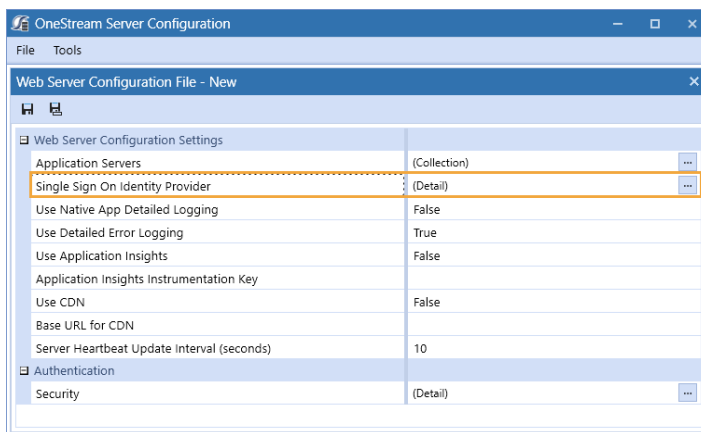 OneStream Server Configuration
File Tools
Web Server Configuration File - New
Web Server Configuration Settings
Application Servers (Collection) ...
Single Sign On Identity Provider (Detail) ...
Use Native App Detailed Logging False
Use Detailed Error Logging True
Use Application Insights False
Application Insights Instrumentation Key
Use CDN False
Base URL for CDN
Server Heartbeat Update Interval (seconds) 10
Authentication
Security (Detail) ...